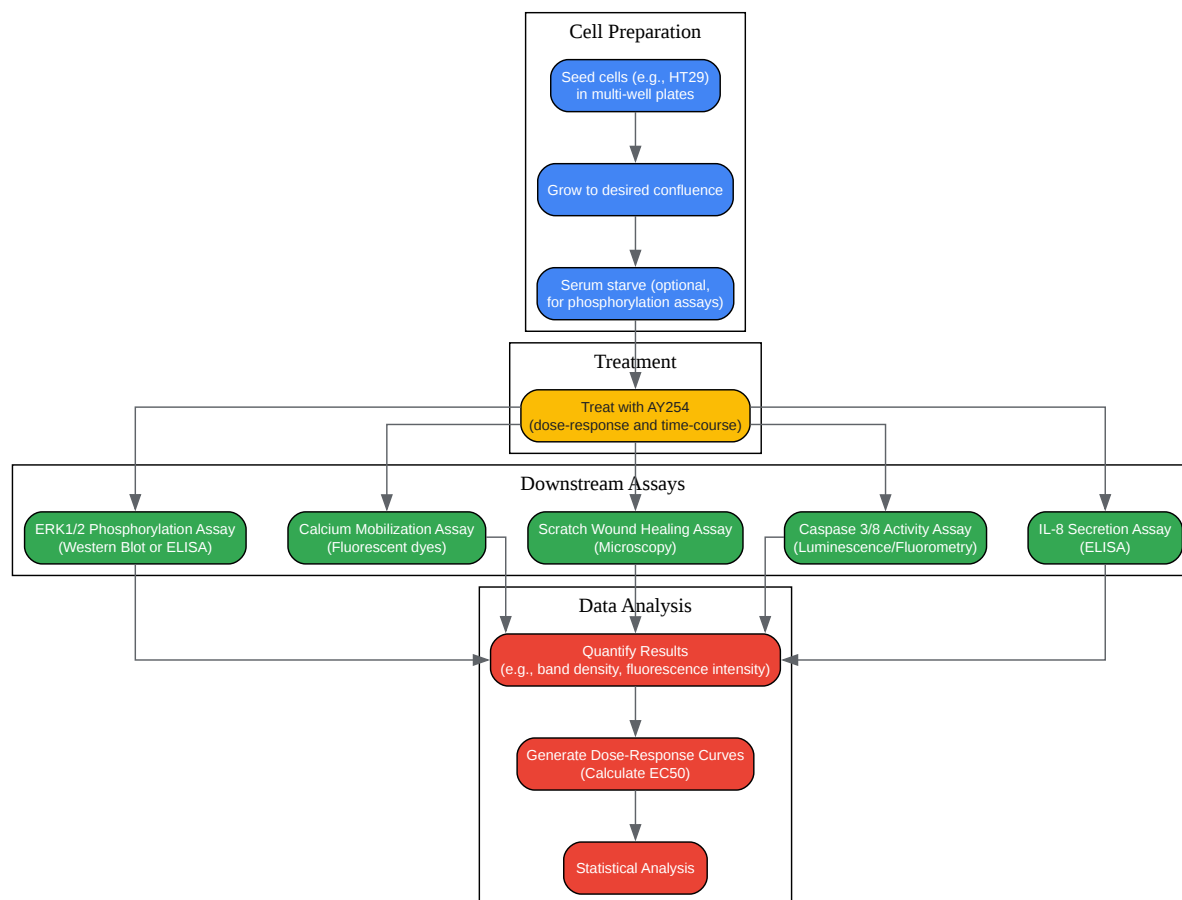 Cell Preparation
Seed cells (e.g., HT29)
in multi-well plates
Grow to desired confluence
Serum starve (optional,
for phosphorylation assays)
Treatment
Treat with AY254
(dose-response and time-course)
Downstream Assays
ERK1/2 Phosphorylation Assay
(Western Blot or ELISA)
Calcium Mobilization Assay
(Fluorescent dyes)
Scratch Wound Healing Assay
(Microscopy)
Caspase 3/8 Activity Assay
(Luminescence/Fluorometry)
IL-8 Secretion Assay
(ELISA)
Data Analysis
Quantify Results
(e.g., band density, fluorescence intensity)
Generate Dose-Response Curves
(Calculate EC50)
Statistical Analysis